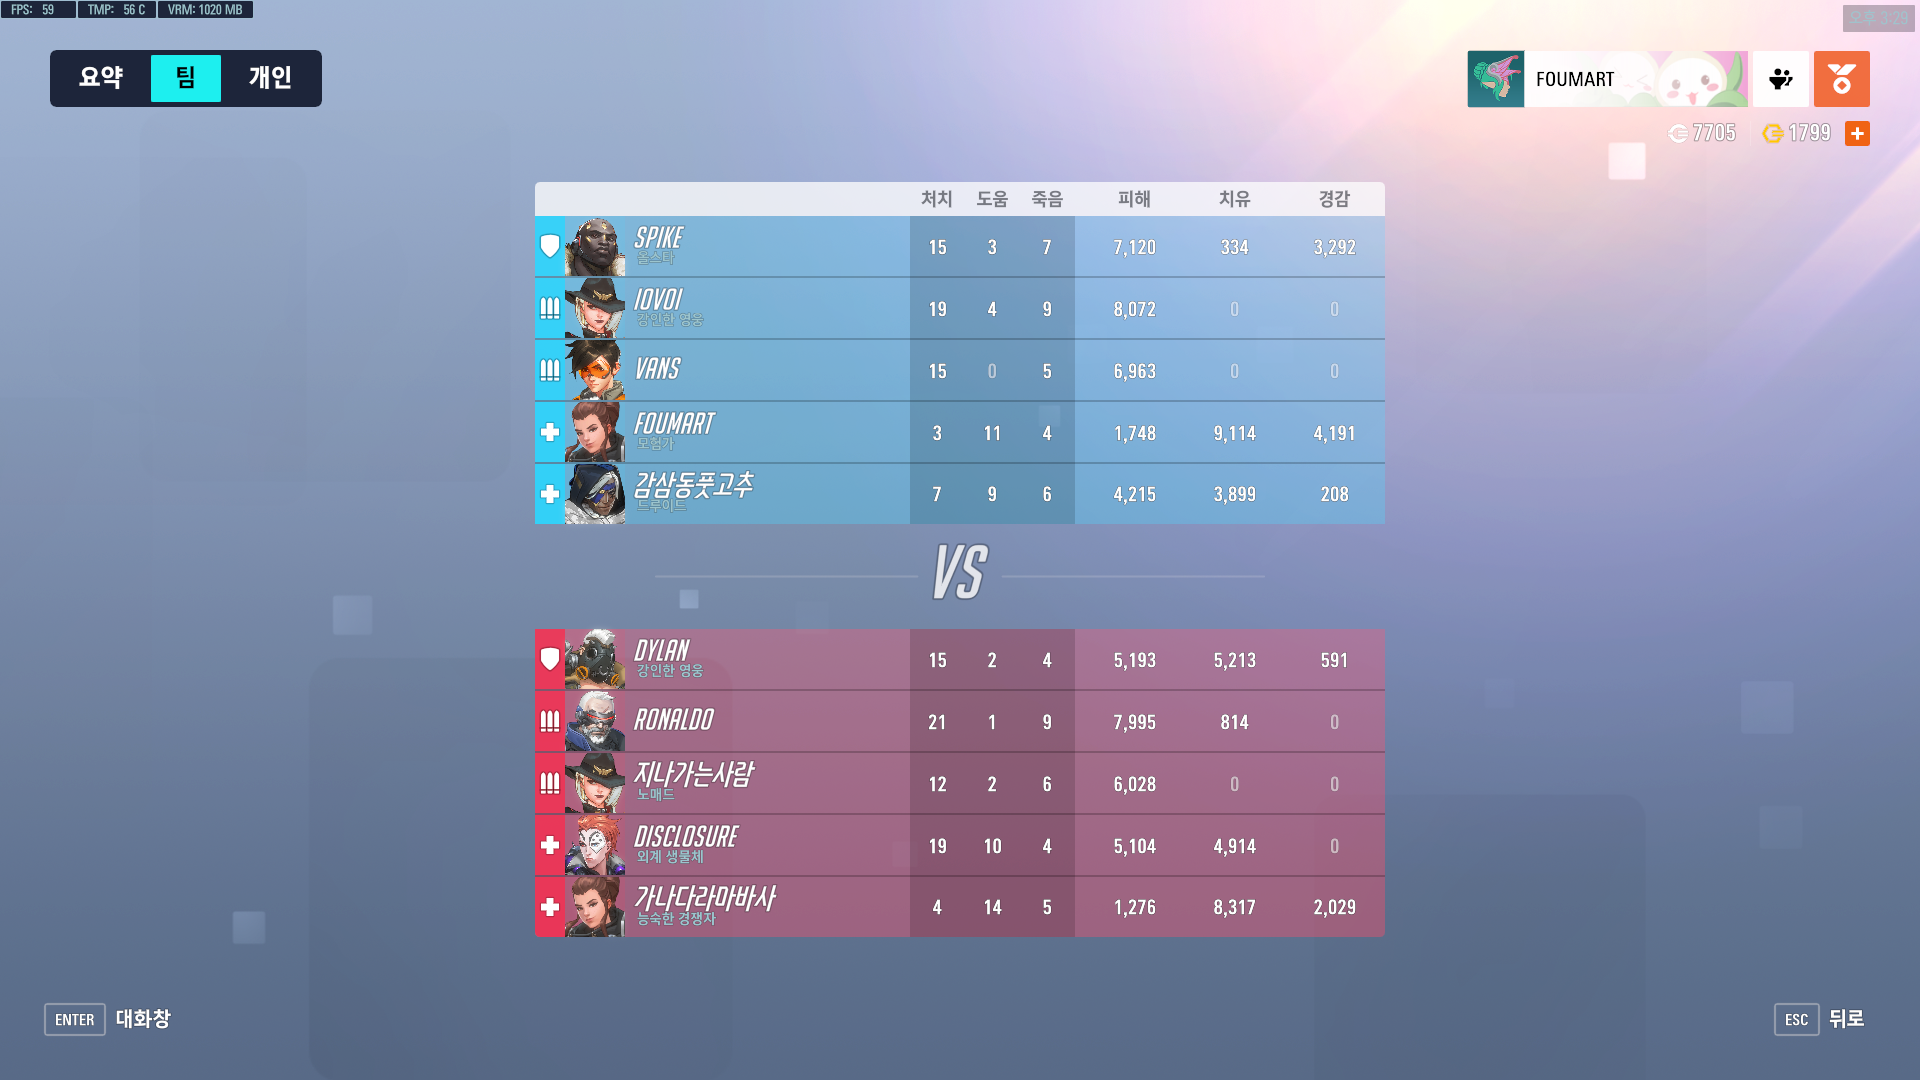 FPS: 59 TMP: 56 C VRM: 1020 MB
오후 3:29
요약 팀 개인
FOUMART
7705 1799 +
처치 도움 죽음 피해 치유 경감
SPIKE
올스타
15 3 7 7,120 334 3,292
IOVOI
강인한 영웅
19 4 9 8,072 0 0
VANS
15 0 5 6,963 0 0
FOUMART
모험가
3 11 4 1,748 9,114 4,191
감삼동풋고추
드루이드
7 9 6 4,215 3,899 208
VS
DYLAN
강인한 영웅
15 2 4 5,193 5,213 591
RONALDO
21 1 9 7,995 814 0
지나가는사람
노매드
12 2 6 6,028 0 0
DISCLOSURE
외계 생물체
19 10 4 5,104 4,914 0
가나다라마바사
능숙한 경쟁자
4 14 5 1,276 8,317 2,029
ENTER 대화창
ESC 뒤로